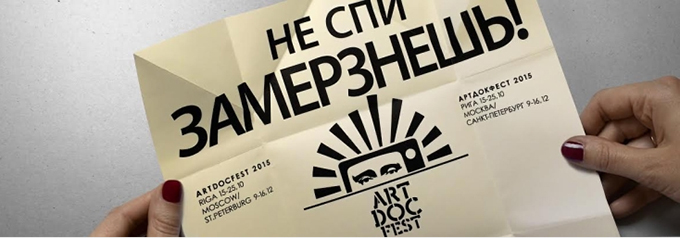 НЕ СПИ
ЗАМЕРЗНЕШЬ!
ARTDOCFEST 2015
RIGA 15-25.10
MOSCOW/
ST.PETERBURG 9-16.12
ART
DOC
FEST
АРТДОКФЕСТ 2015
РИГА 15-25.10
МОСКВА/
САНКТ-ПЕТЕРБУРГ 9-16.12